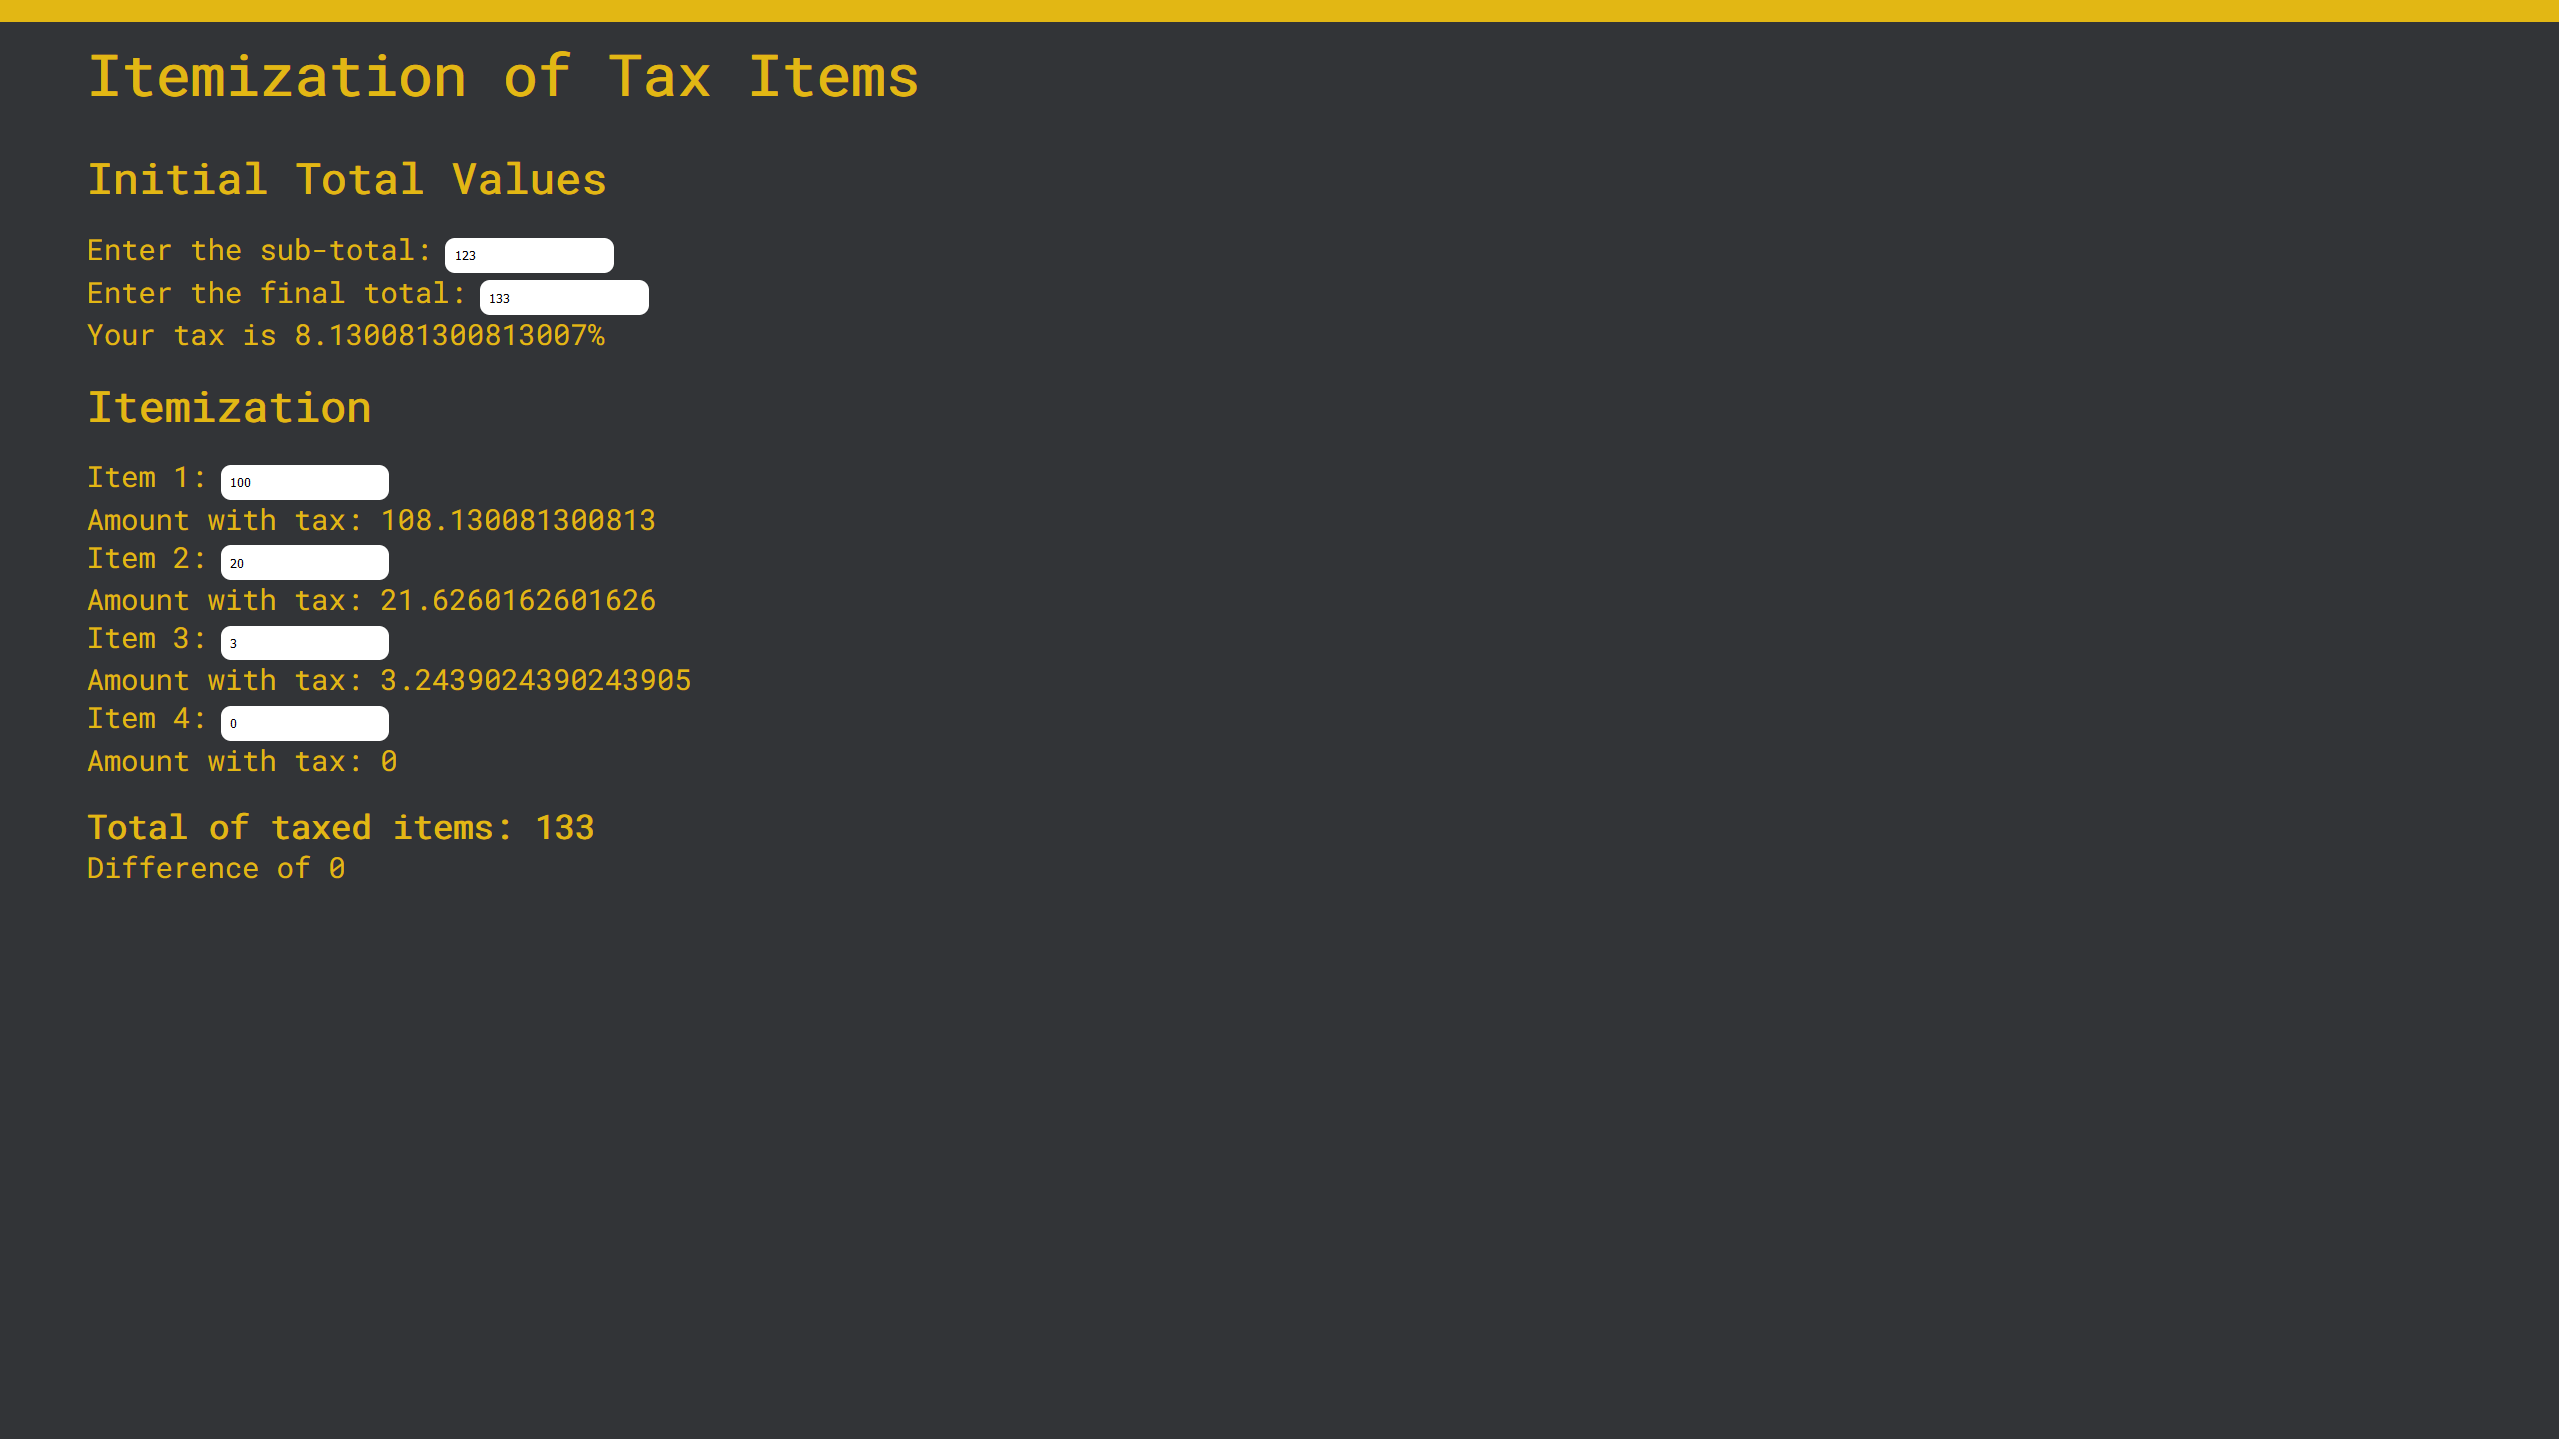 Itemization of Tax Items
Initial Total Values
Enter the sub-total: 123
Enter the final total: 133
Your tax is 8.130081300813007%
Itemization
Item 1: 100
Amount with tax: 108.130081300813
Item 2: 20
Amount with tax: 21.6260162601626
Item 3: 3
Amount with tax: 3.2439024390243905
Item 4: 0
Amount with tax: 0
Total of taxed items: 133
Difference of 0